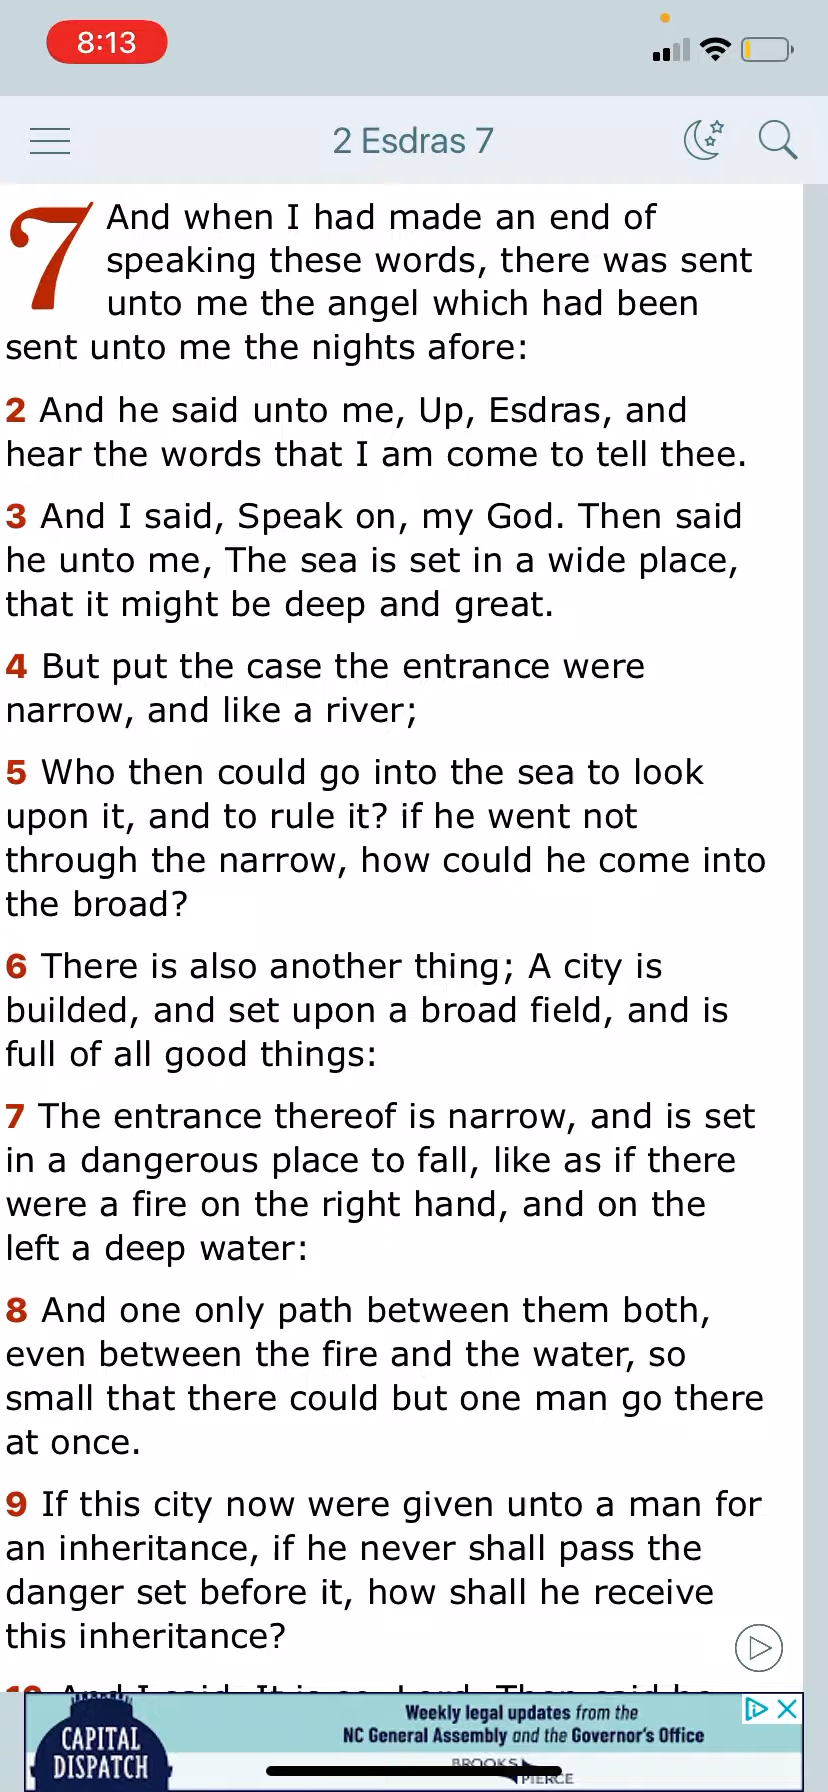 8:13
2 Esdras 7
7 And when I had made an end of
speaking these words, there was sent
unto me the angel which had been
sent unto me the nights afore:
2 And he said unto me, Up, Esdras, and
hear the words that I am come to tell thee.
3 And I said, Speak on, my God. Then said
he unto me, The sea is set in a wide place,
that it might be deep and great.
4 But put the case the entrance were
narrow, and like a river;
5 Who then could go into the sea to look
upon it, and to rule it? if he went not
through the narrow, how could he come into
the broad?
6 There is also another thing; A city is
builded, and set upon a broad field, and is
full of all good things:
7 The entrance thereof is narrow, and is set
in a dangerous place to fall, like as if there
were a fire on the right hand, and on the
left a deep water:
8 And one only path between them both,
even between the fire and the water, so
small that there could but one man go there
at once.
9 If this city now were given unto a man for
an inheritance, if he never shall pass the
danger set before it, how shall he receive
this inheritance?
10 And I said, It is so, Lord. Then said he
Weekly legal updates from the
NC General Assembly and the Governor's Office
CAPITAL
DISPATCH
BROOKS
PIERCE